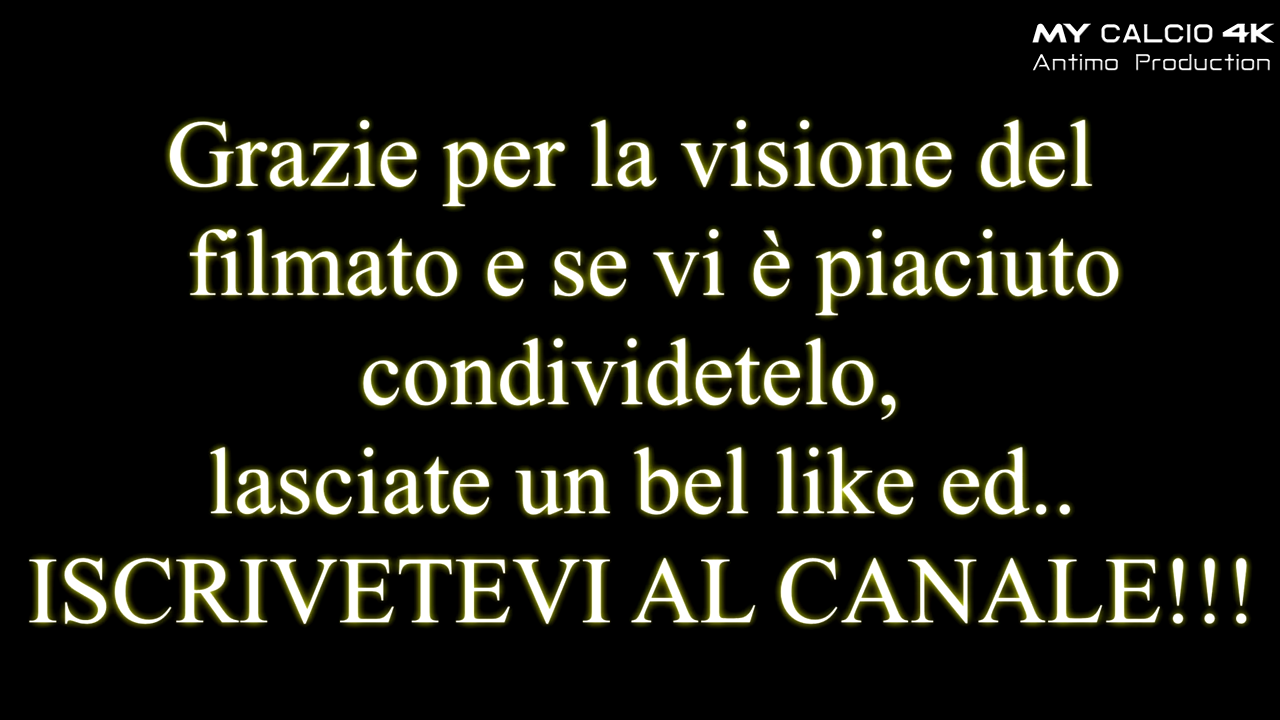 MY CALCIO 4K
Antimo Production
Grazie per la visione del
filmato e se vi è piaciuto
condividetelo,
lasciate un bel like ed..
ISCRIVETEVI AL CANALE!!!